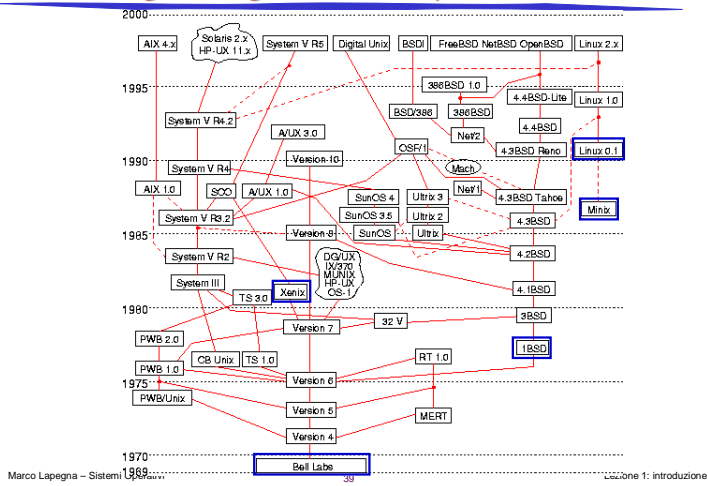 2000
Solaris 2.x
HP-UX 11.x
AIX 4.x
System V R5
Digital Unix
BSDI
FreeBSD NetBSD OpenBSD
Linux 2.x
1995
386BSD 1.0
4.4BSD-Lite
Linux 1.0
BSD/386
386BSD
System V R4.2
4.4BSD
A/UX 3.0
Net/2
OSF/1
4.3BSD Reno
Linux 0.1
Version 10
1990
System V R4
Mach
AIX 1.0
SCO
A/UX 1.0
Net/1
SunOS 4
Ultrix 3
4.3BSD Tahoe
Minix
System V R3.2
SunOS 3.5
Ultrix 2
4.3BSD
1985
Version 8
SunOS
Ultrix
System V R2
DG/UX
IX/370
MUNIX
HP-UX
OS-1
4.2BSD
System III
TS 3.0
Xenix
4.1BSD
1980
3BSD
Version 7
32 V
PWB 2.0
1BSD
CB Unix
TS 1.0
RT 1.0
PWB 1.0
Version 6
1975
PWB/Unix
Version 5
MERT
Version 4
1970
1969
Bell Labs
Marco Lapegna – Sistemi Operativi
39
Lezione 1: introduzione